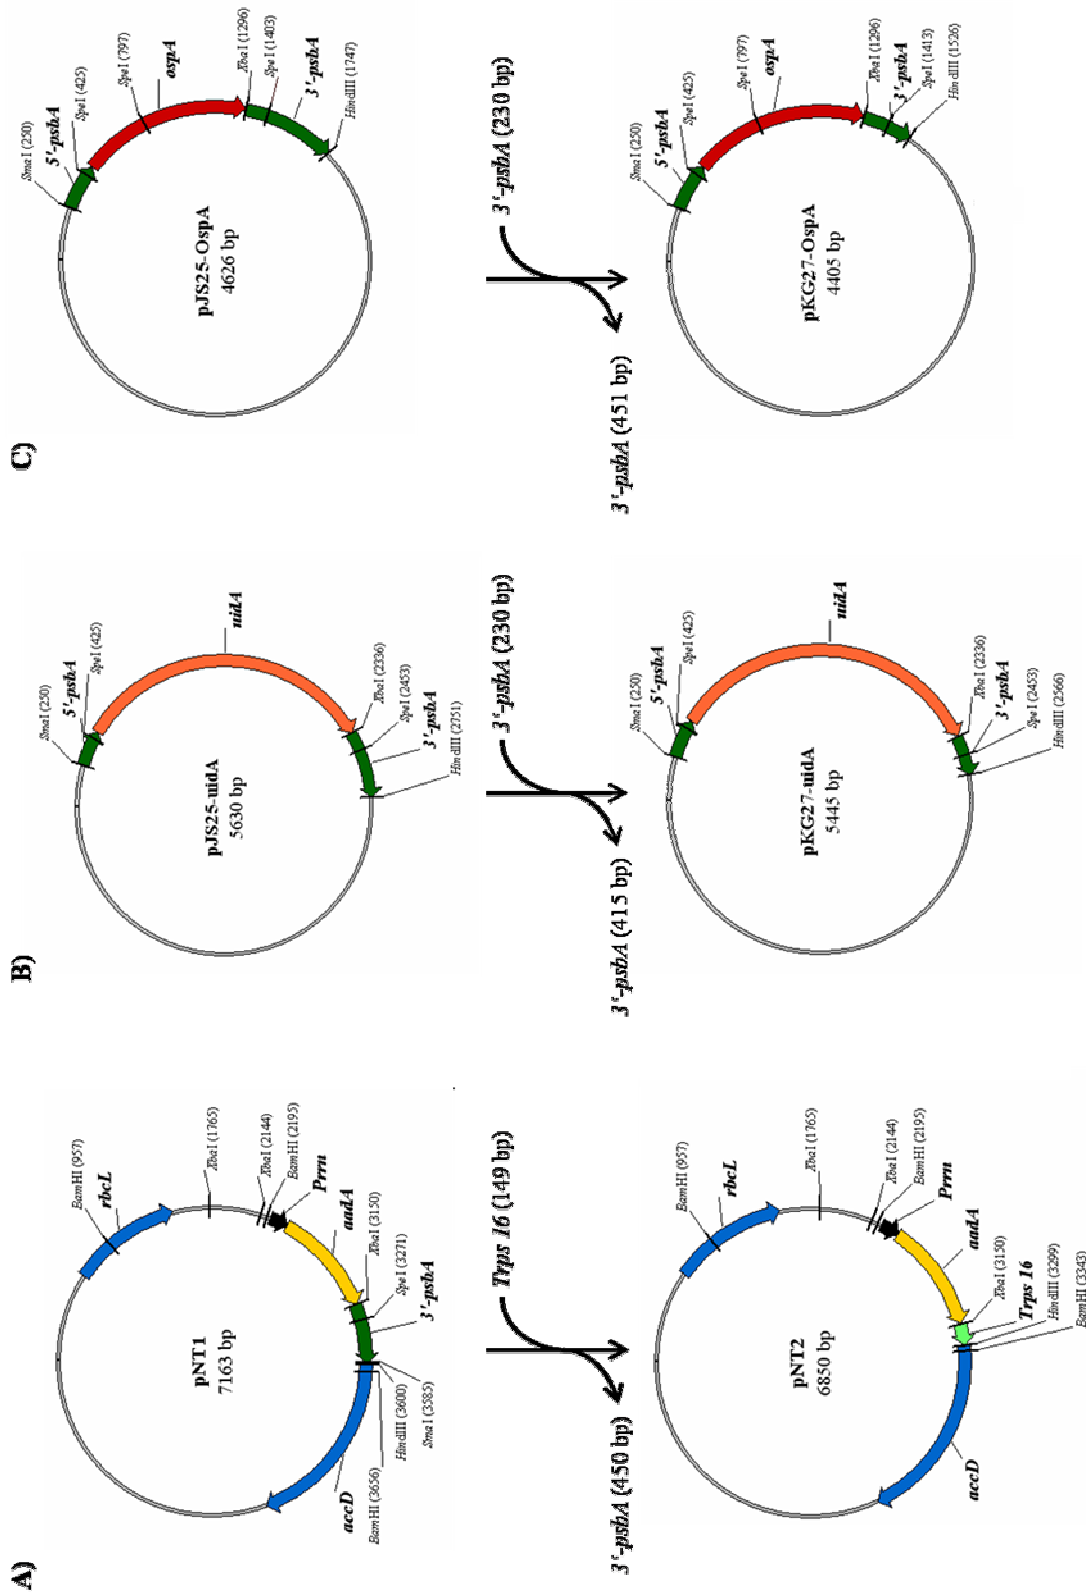 A)
BamHI (957)
rbcL
XbaI (1765)
XbaI (2144)
BamHI (2195)
Prrn
aadA
XbaI (3150)
SpeI (3271)
3'-psbA
SmaI (3585)
HindIII (3600)
BamHI (3656)
accD
pNT1
7163 bp
Trps 16 (149 bp)
3'-psbA (450 bp)
BamHI (957)
rbcL
XbaI (1765)
XbaI (2144)
BamHI (2195)
Prrn
aadA
XbaI (3150)
Trps 16
HindIII (3299)
BamHI (3343)
accD
pNT2
6850 bp
B)
SmaI (250)
5'-psbA
SpeI (425)
uidA
XbaI (2336)
SpeI (2453)
3'-psbA
HindIII (2751)
pJS25-uidA
5630 bp
3'-psbA (230 bp)
3'-psbA (415 bp)
SmaI (250)
5'-psbA
SpeI (425)
uidA
XbaI (2336)
3'-psbA
SpeI (2453)
HindIII (2566)
pKG27-uidA
5445 bp
C)
SmaI (250)
5'-psbA
SpeI (425)
SpeI (797)
ospA
XbaI (1296)
SpeI (1403)
3'-psbA
HindIII (1747)
pJS25-OspA
4626 bp
3'-psbA (230 bp)
3'-psbA (451 bp)
SmaI (250)
5'-psbA
SpeI (425)
SpeI (797)
ospA
XbaI (1296)
3'-psbA
SpeI (1413)
HindIII (1526)
pKG27-OspA
4405 bp